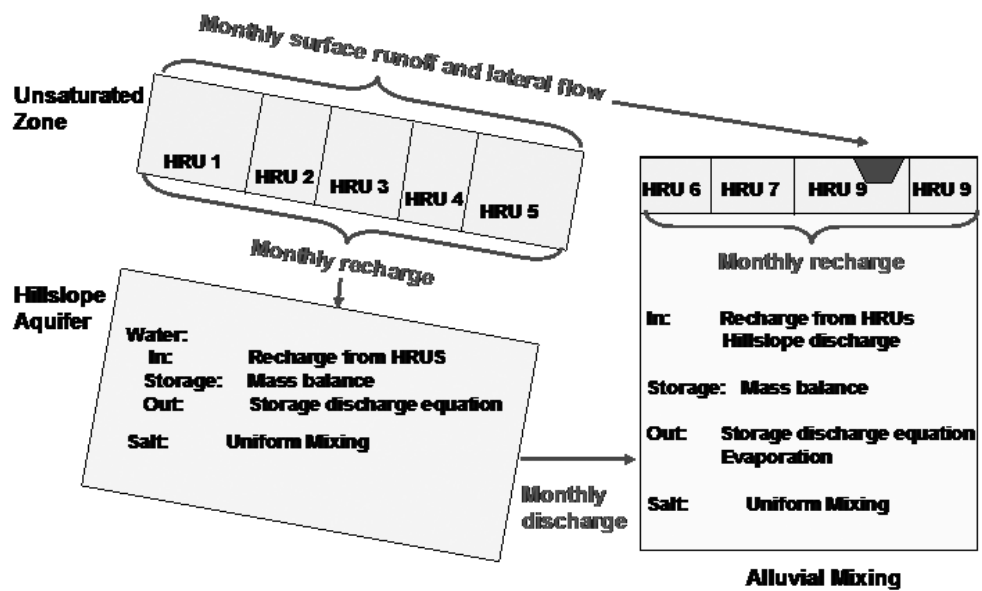 Monthly surface runoff and lateral flow
Unsaturated
Zone
HRU 1
HRU 2
HRU 3
HRU 4
HRU 5
HRU 6
HRU 7
HRU 9
HRU 9
Monthly recharge
Monthly recharge
Hillslope
Aquifer
Water:
In: Recharge from HRUS
Storage: Mass balance
Out: Storage discharge equation
Salt: Uniform Mixing
Monthly
discharge
In: Recharge from HRUs
Hillslope discharge
Storage: Mass balance
Out: Storage discharge equation
Evaporation
Salt: Uniform Mixing
Alluvial Mixing